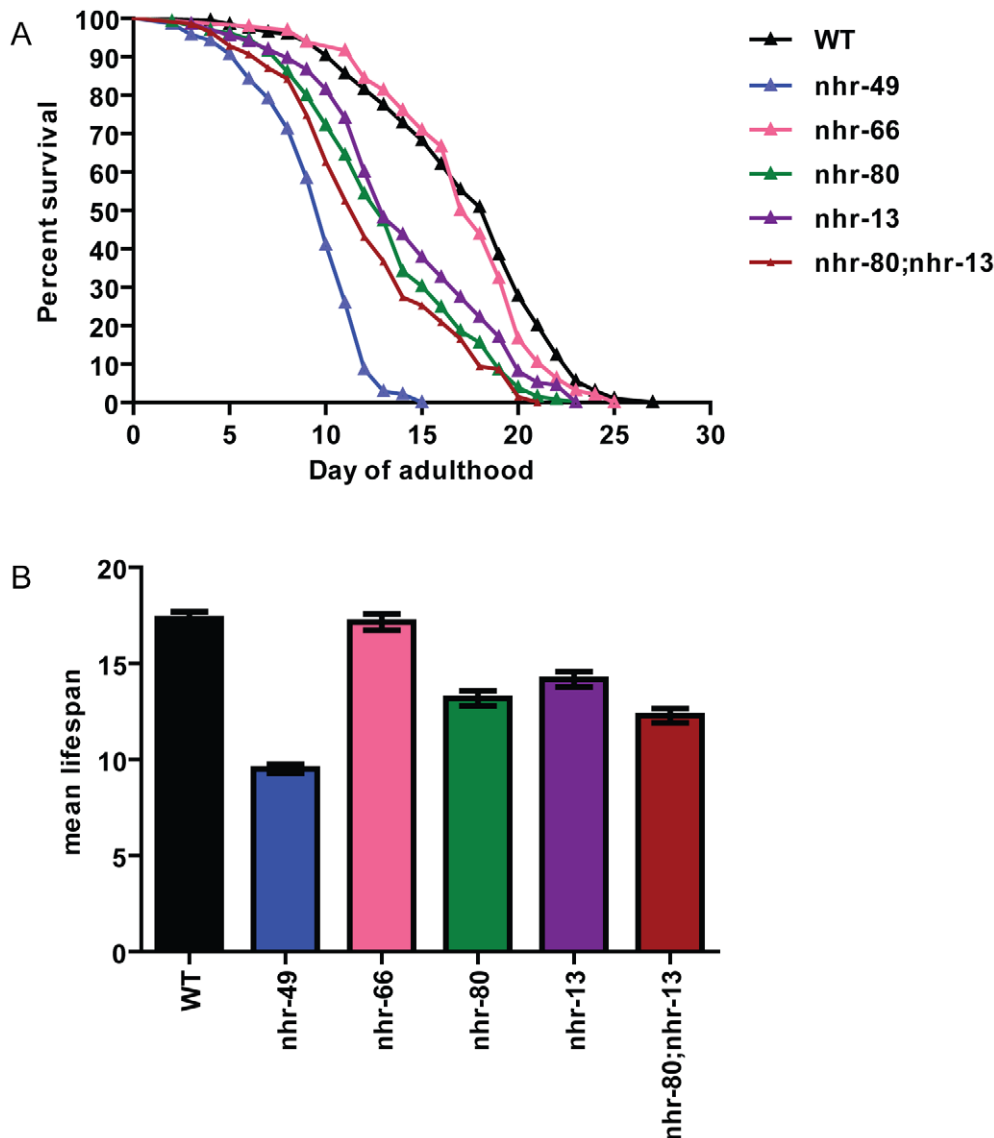 A
100
90
80
70
60
50
40
30
20
10
0
Percent survival
0 5 10 15 20 25 30
Day of adulthood
WT
nhr-49
nhr-66
nhr-80
nhr-13
nhr-80;nhr-13
B
20
15
10
5
0
mean lifespan
WT
nhr-49
nhr-66
nhr-80
nhr-13
nhr-80;nhr-13